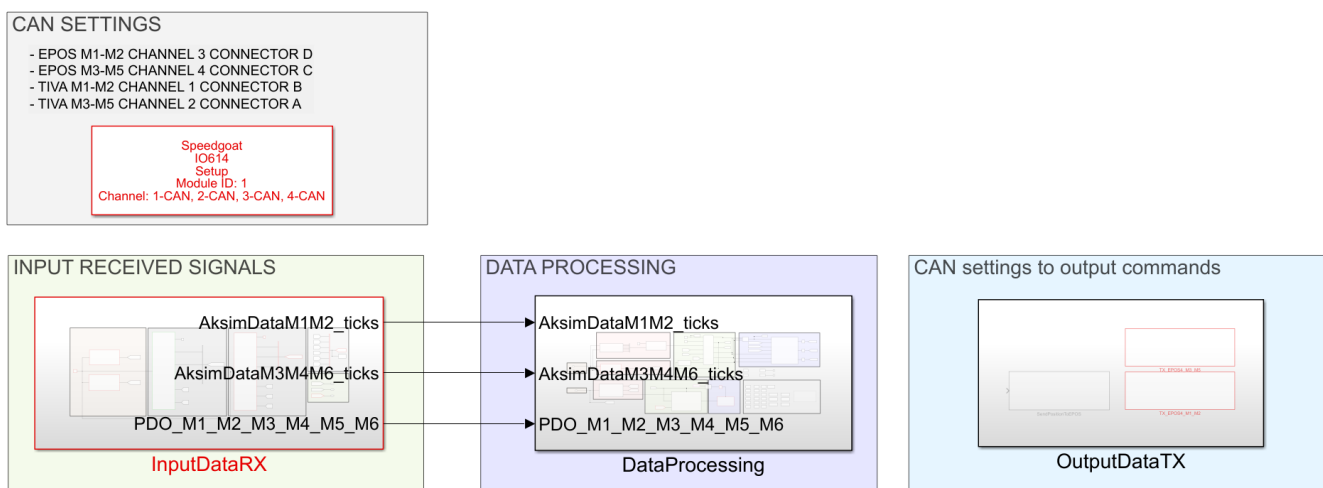 CAN SETTINGS
- EPOS M1-M2 CHANNEL 3 CONNECTOR D
- EPOS M3-M5 CHANNEL 4 CONNECTOR C
- TIVA M1-M2 CHANNEL 1 CONNECTOR B
- TIVA M3-M5 CHANNEL 2 CONNECTOR A
Speedgoat
IO614
Setup
Module ID: 1
Channel: 1-CAN, 2-CAN, 3-CAN, 4-CAN
INPUT RECEIVED SIGNALS
AksimDataM1M2_ticks
AksimDataM3M4M6_ticks
PDO_M1_M2_M3_M4_M5_M6
InputDataRX
DATA PROCESSING
AksimDataM1M2_ticks
AksimDataM3M4M6_ticks
PDO_M1_M2_M3_M4_M5_M6
DataProcessing
CAN settings to output commands
TX_EPOS4_M3_M5
TX_EPOS4_M1_M2
OutputDataTX